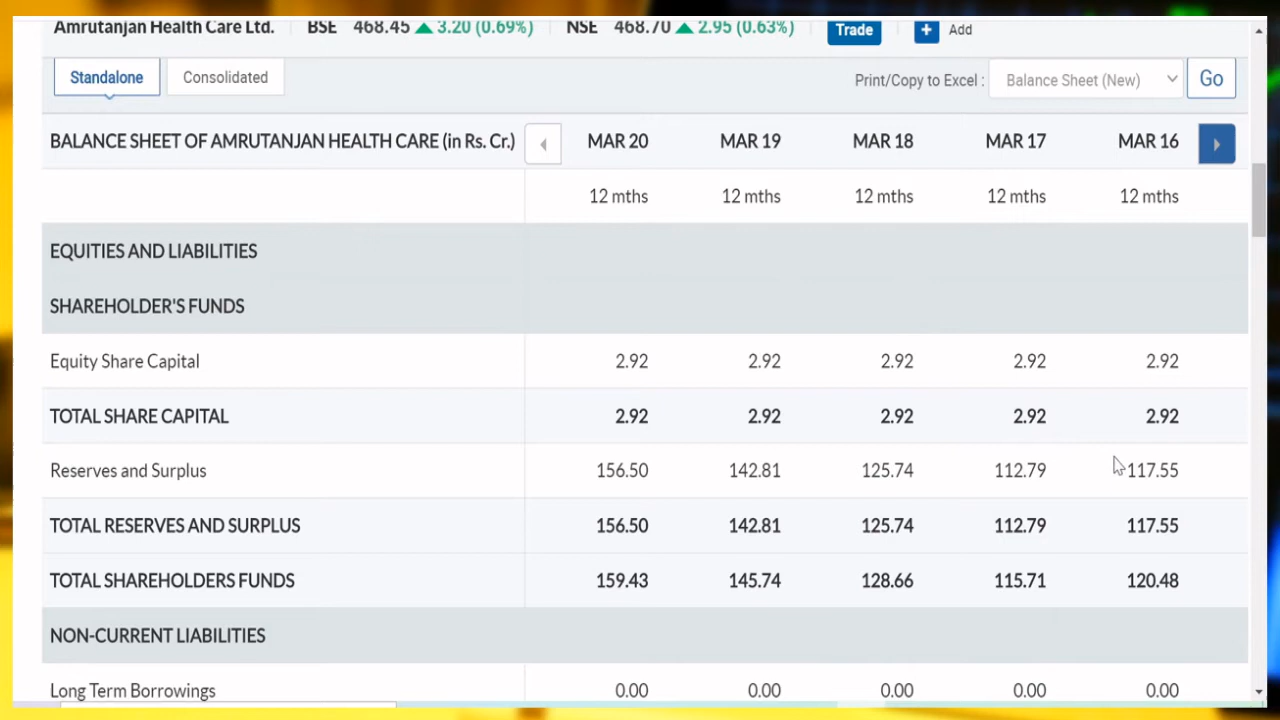 Amrutanjan Health Care Ltd. BSE 468.45 ▲ 3.20 (0.69%) NSE 468.70 ▲ 2.95 (0.63%) Trade + Add
Standalone Consolidated Print/Copy to Excel : Balance Sheet (New) Go
BALANCE SHEET OF AMRUTANJAN HEALTH CARE (in Rs. Cr.) MAR 20 MAR 19 MAR 18 MAR 17 MAR 16
12 mths 12 mths 12 mths 12 mths 12 mths
EQUITIES AND LIABILITIES
SHAREHOLDER'S FUNDS
Equity Share Capital 2.92 2.92 2.92 2.92 2.92
TOTAL SHARE CAPITAL 2.92 2.92 2.92 2.92 2.92
Reserves and Surplus 156.50 142.81 125.74 112.79 117.55
TOTAL RESERVES AND SURPLUS 156.50 142.81 125.74 112.79 117.55
TOTAL SHAREHOLDERS FUNDS 159.43 145.74 128.66 115.71 120.48
NON-CURRENT LIABILITIES
Long Term Borrowings 0.00 0.00 0.00 0.00 0.00